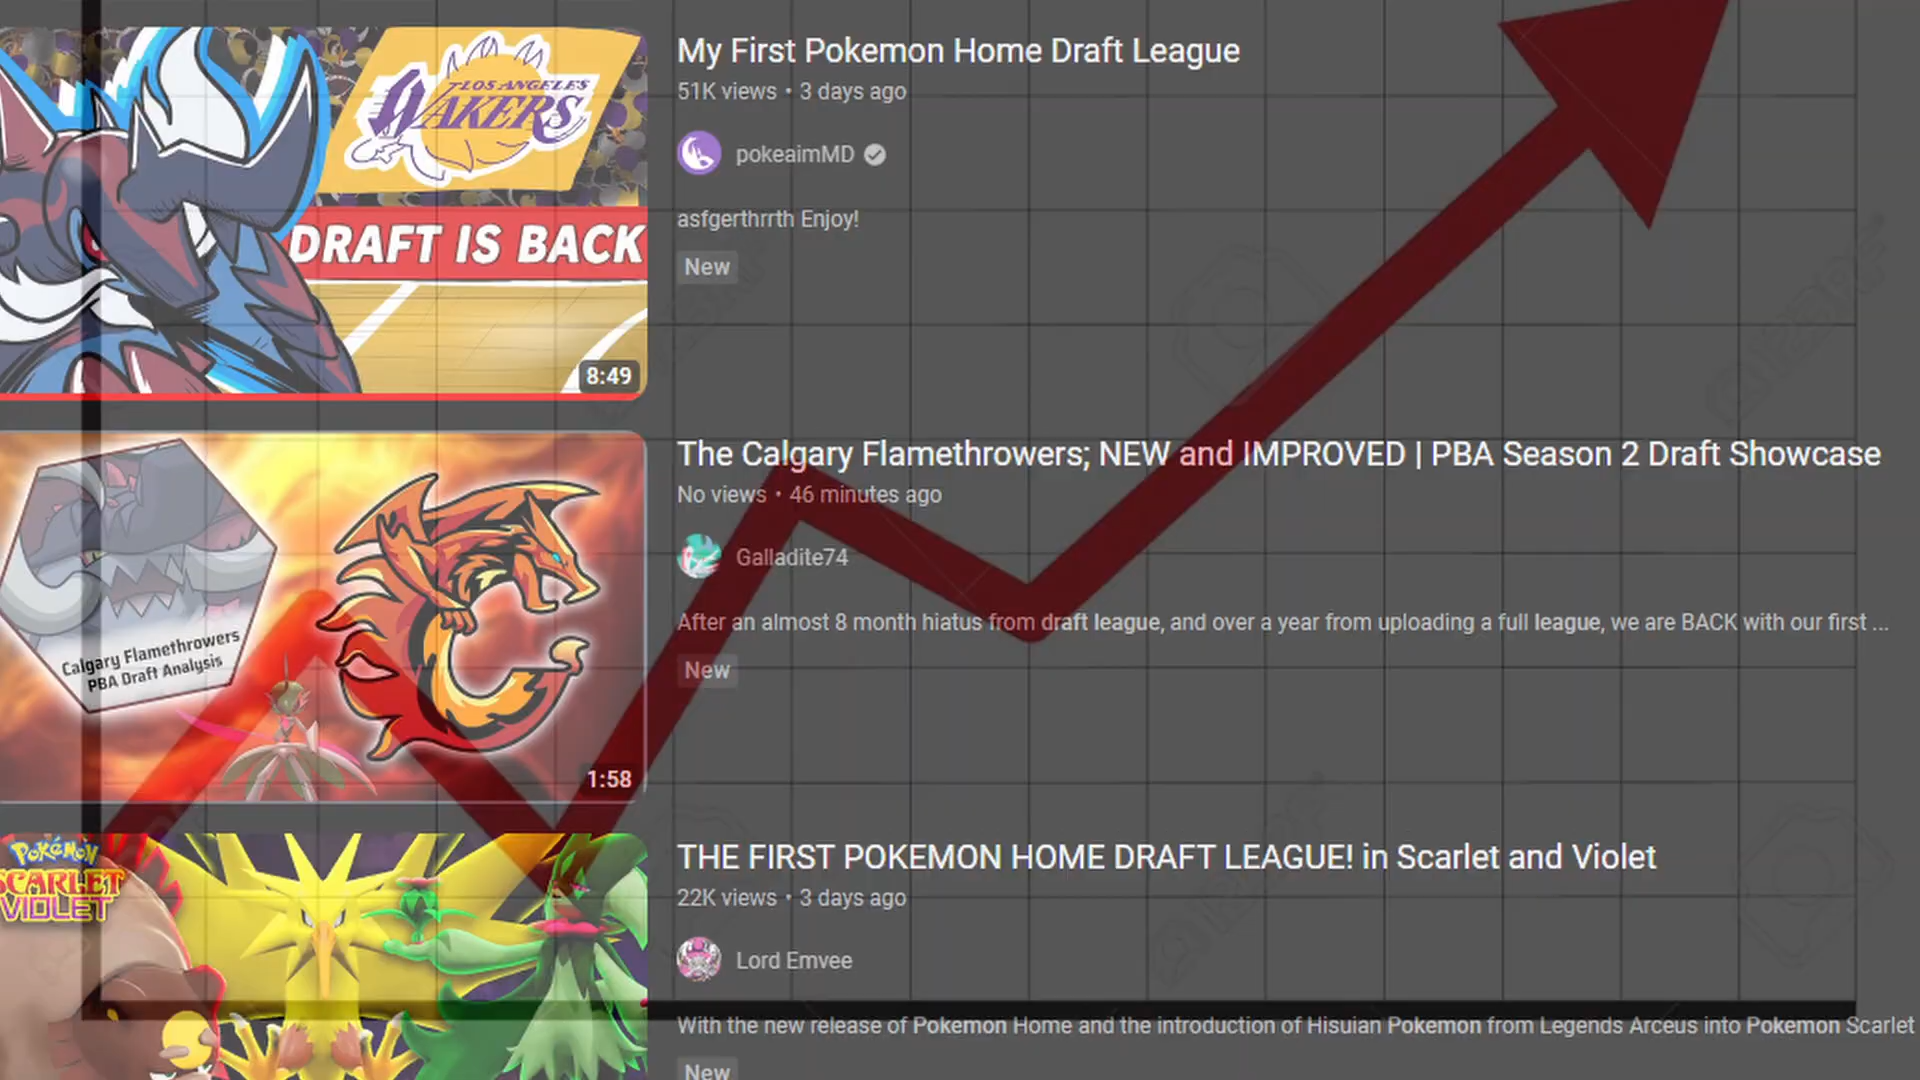 My First Pokemon Home Draft League
51K views • 3 days ago
pokeaimMD
asfgerthrrth Enjoy!
New
LOS ANGELES
WAKERS
DRAFT IS BACK
8:49
The Calgary Flamethrowers; NEW and IMPROVED | PBA Season 2 Draft Showcase
No views • 46 minutes ago
Galladite74
After an almost 8 month hiatus from draft league, and over a year from uploading a full league, we are BACK with our first ...
New
Calgary Flamethrowers
PBA Draft Analysis
1:58
THE FIRST POKEMON HOME DRAFT LEAGUE! in Scarlet and Violet
22K views • 3 days ago
Lord Emvee
With the new release of Pokemon Home and the introduction of Hisuian Pokemon from Legends Arceus into Pokemon Scarlet
New
POKéMON
SCARLET
VIOLET